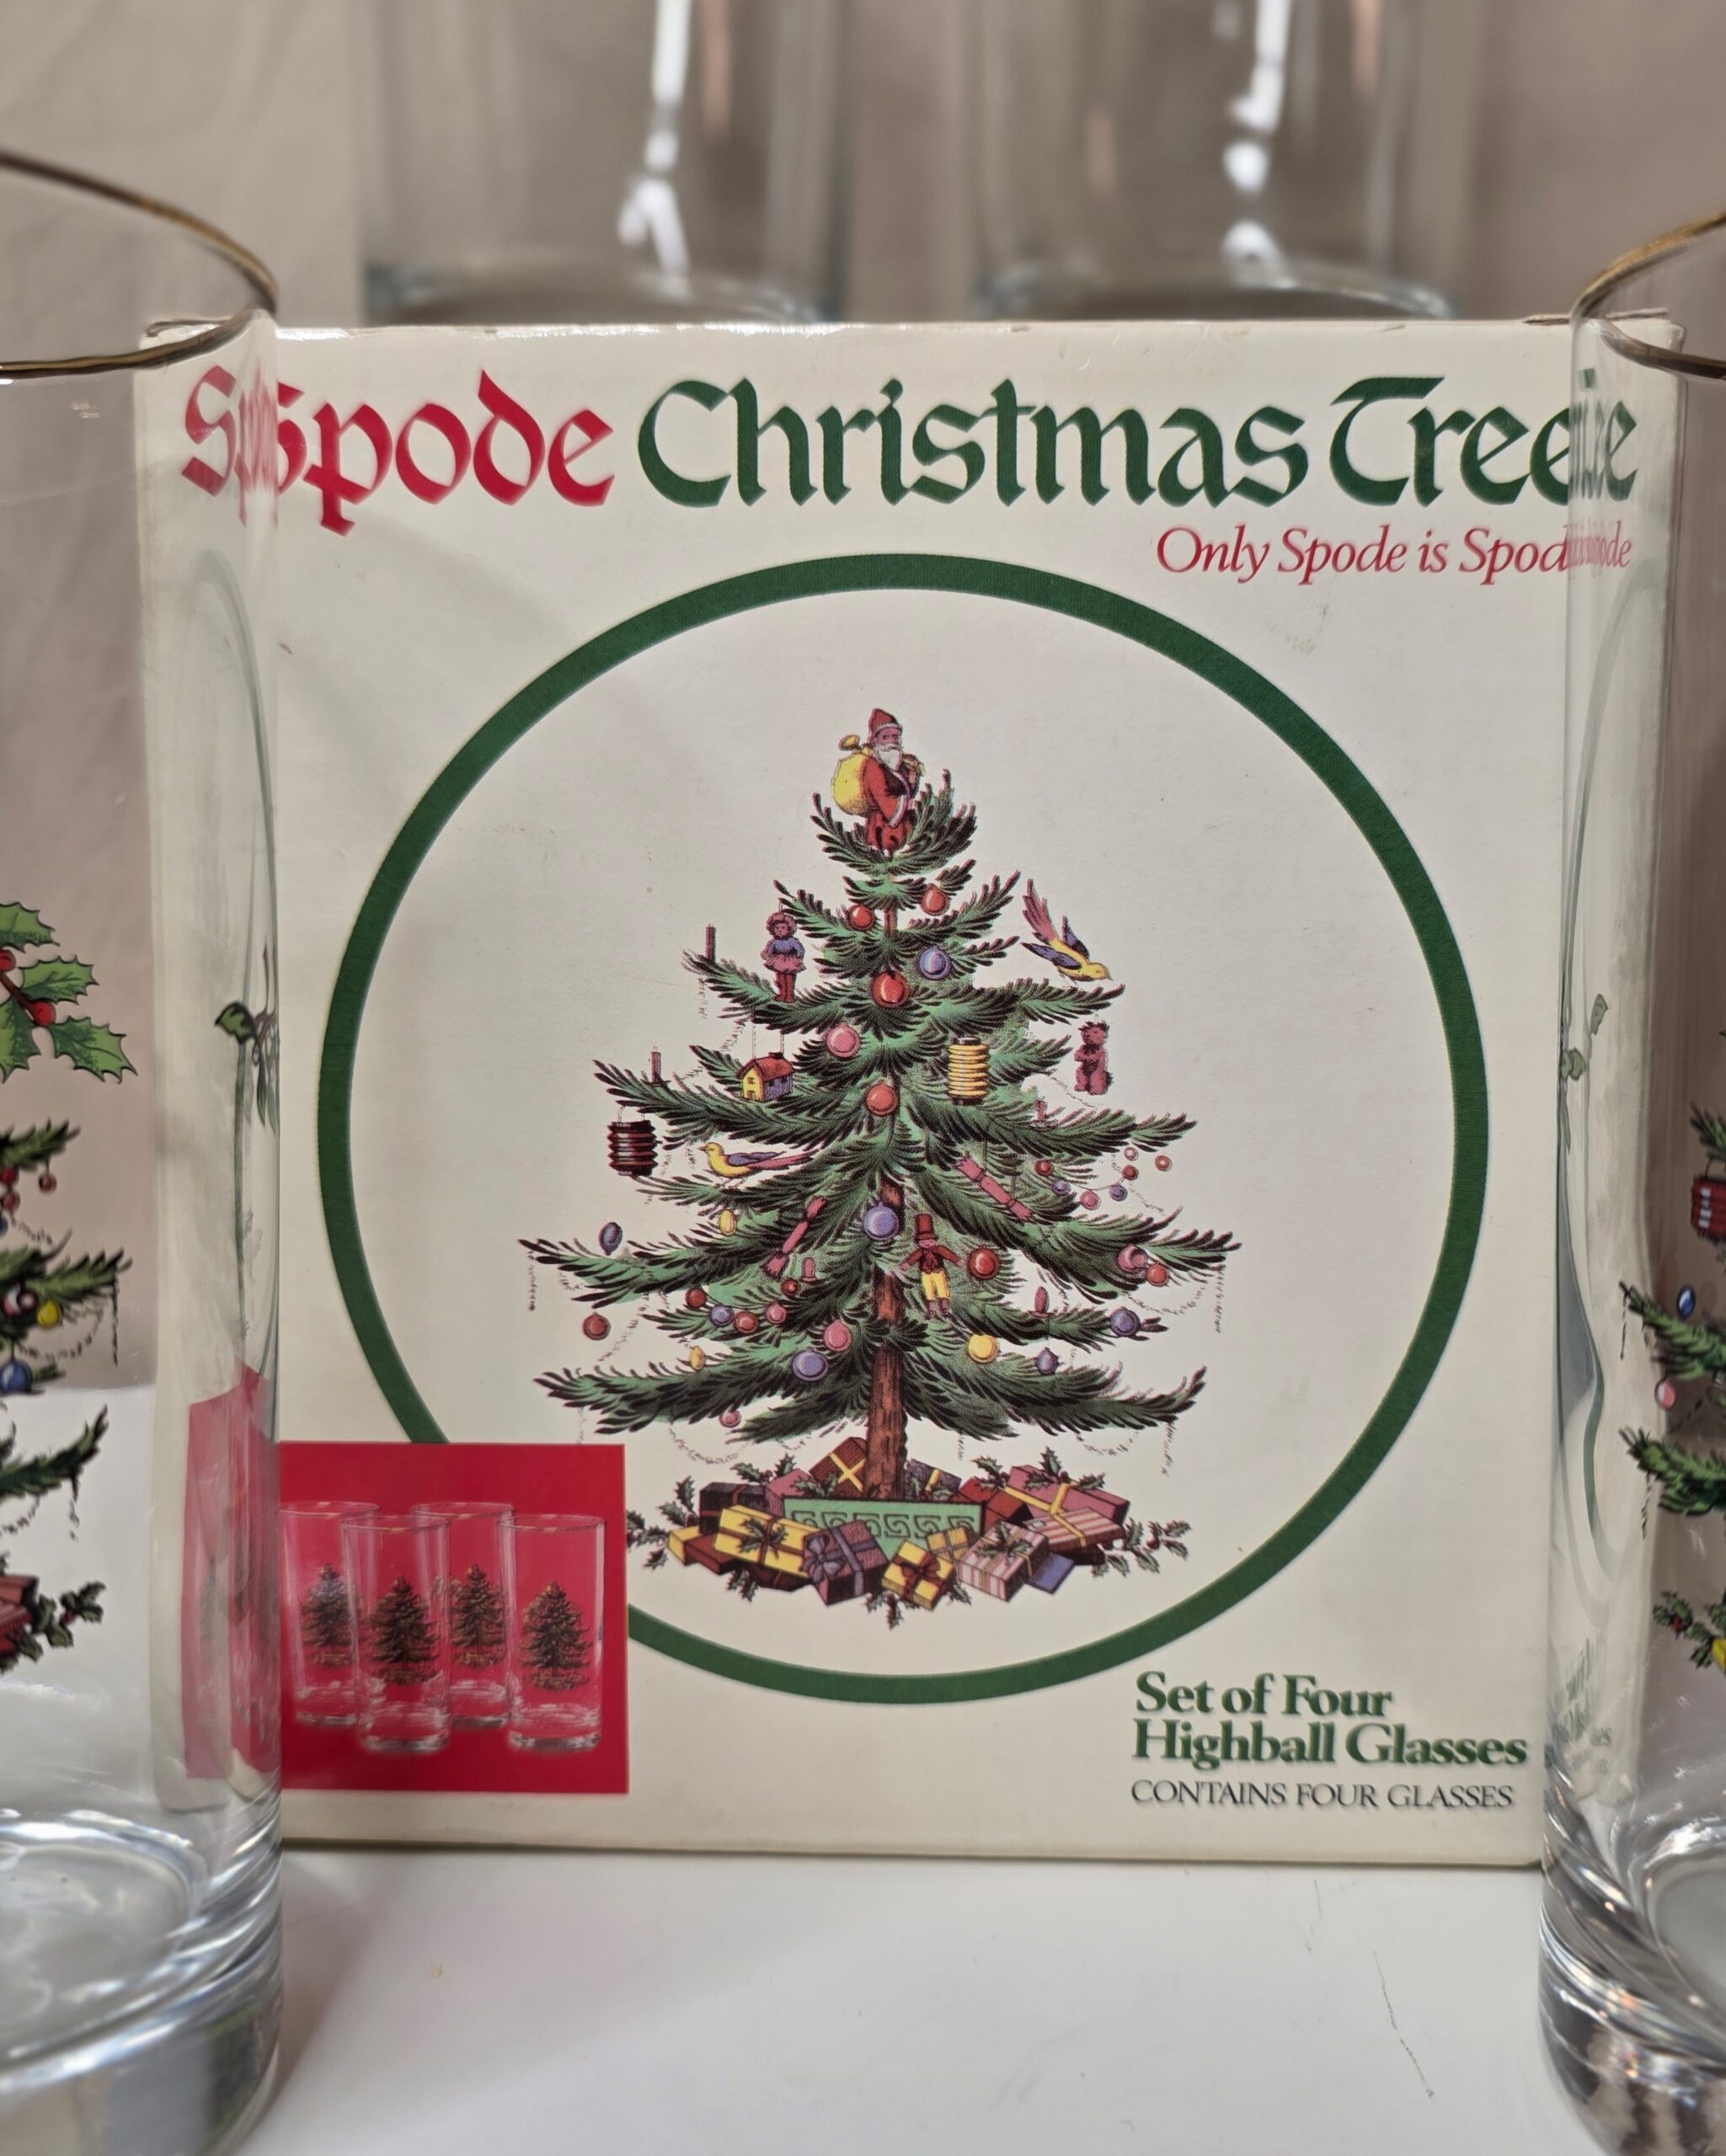 Spode Christmas Tree
Only Spode is Spode
Set of Four
Highball Glasses
CONTAINS FOUR GLASSES